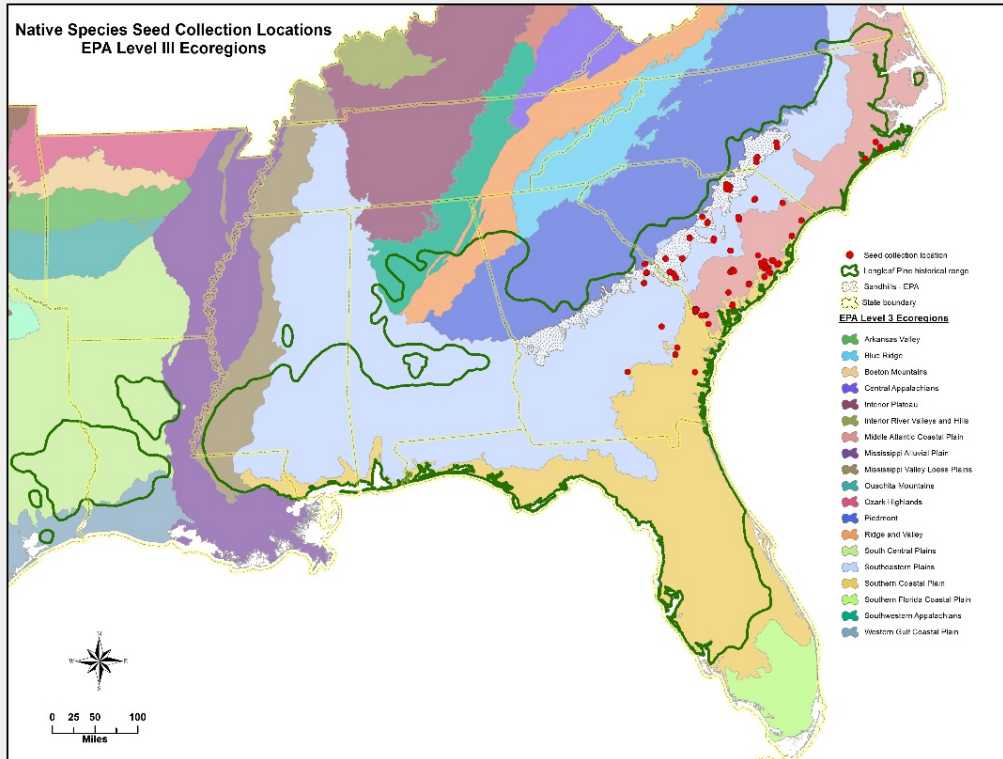 Native Species Seed Collection Locations
EPA Level III Ecoregions
Seed collection location
Longleaf Pine historical range
Sandhills - EPA
State boundary
EPA Level 3 Ecoregions
Arkansas Valley
Blue Ridge
Boston Mountains
Central Appalachians
Interior Plateau
Interior River Valleys and Hills
Middle Atlantic Coastal Plain
Mississippi Alluvial Plain
Mississippi Valley Loess Plains
Ouachita Mountains
Ozark Highlands
Piedmont
Ridge and Valley
South Central Plains
Southeastern Plains
Southern Coastal Plain
Southern Florida Coastal Plain
Southwestern Appalachians
Western Gulf Coastal Plain
N
W E
S
0 25 50 100
Miles